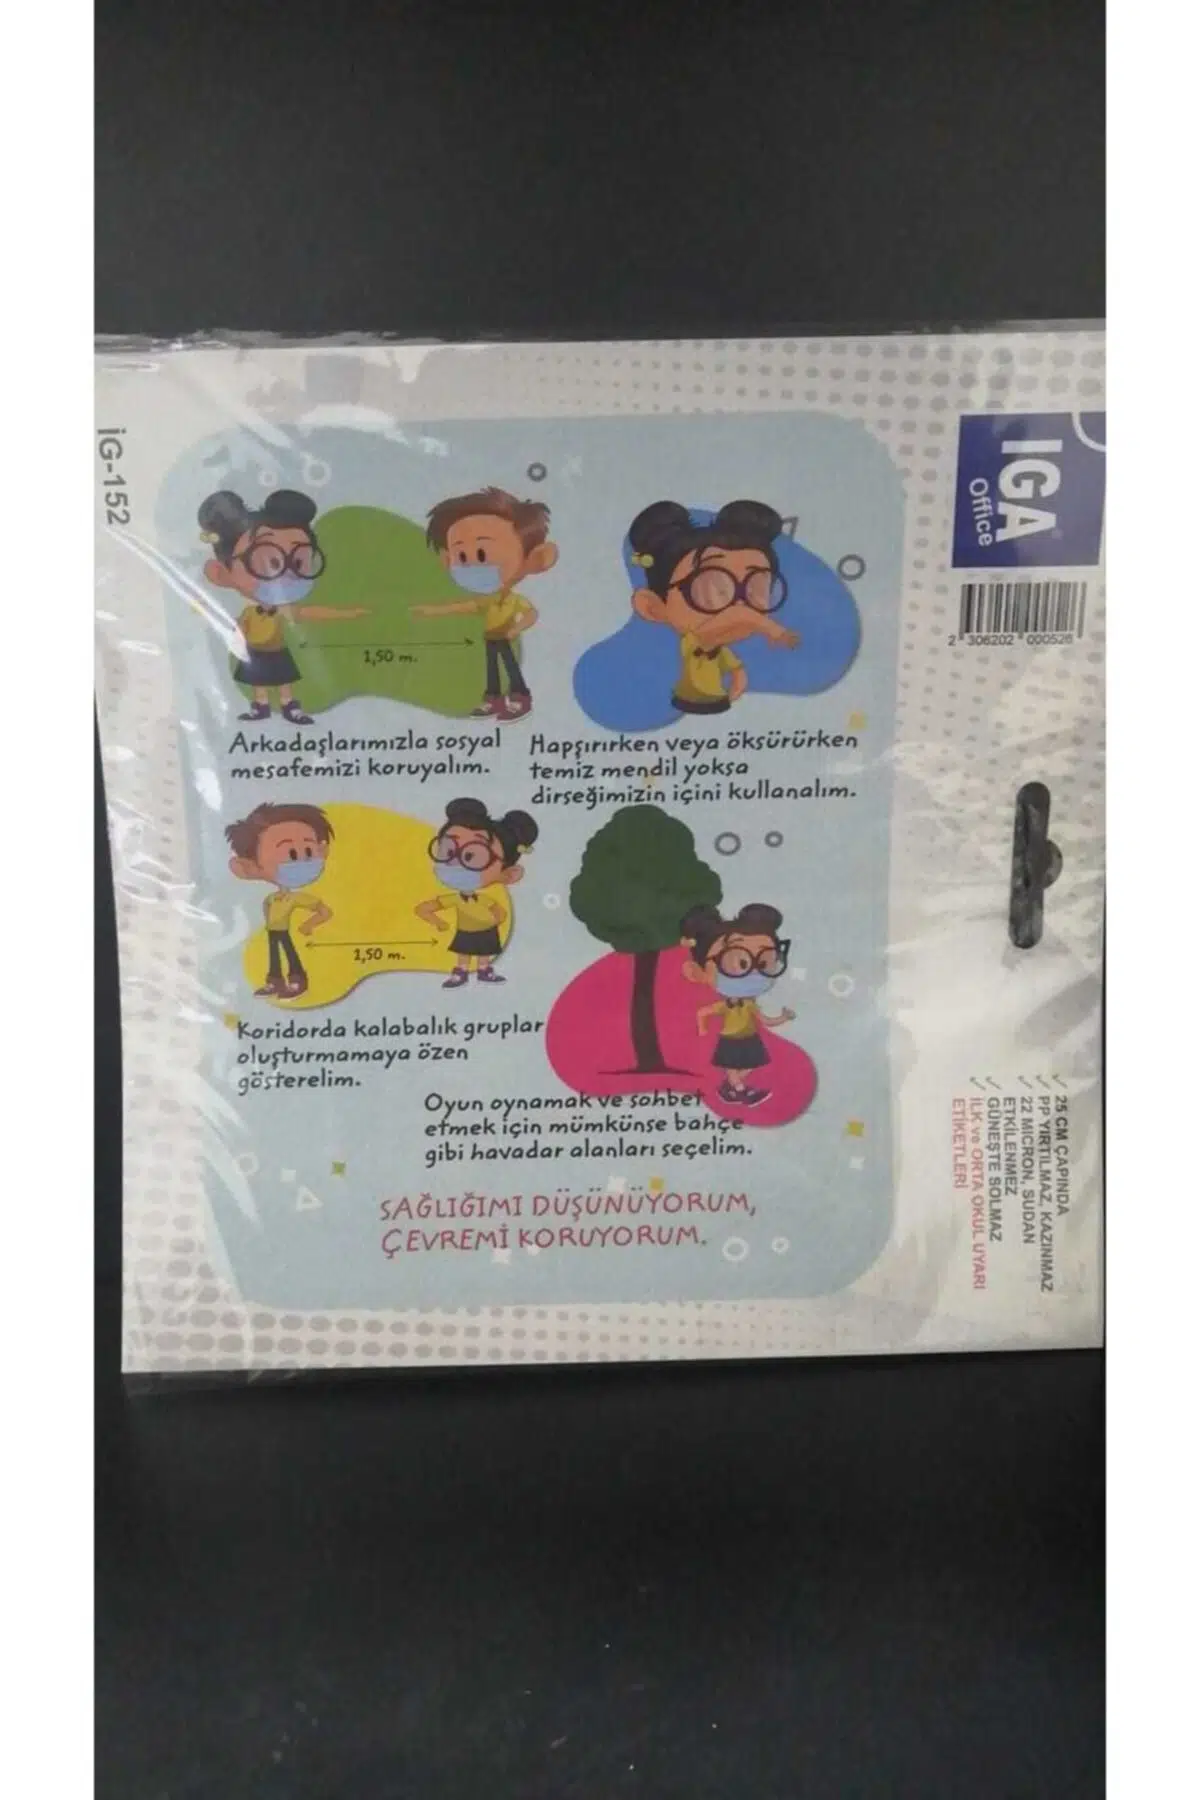 İG-152
IGA
Office
2 306202 000526
1,50 m.
Arkadaşlarımızla sosyal
mesafemizi koruyalım.
Hapşırırken veya öksürürken
temiz mendil yoksa
dirseğimizin içini kullanalım.
1,50 m.
Koridorda kalabalık gruplar
oluşturmamaya özen
gösterelim.
Oyun oynamak ve sohbet
etmek için mümkünse bahçe
gibi havadar alanları seçelim.
SAĞLIĞIMI DÜŞÜNÜYORUM,
ÇEVREMİ KORUYORUM.
✓ 25 CM ÇAPINDA
✓ PP YIRTILMAZ, KAZINMAZ
✓ 22 MICRON, SUDAN
ETKİLENMEZ
✓ GÜNEŞTE SOLMAZ
✓ İLK ve ORTA OKUL UYARI
ETİKETLERİ